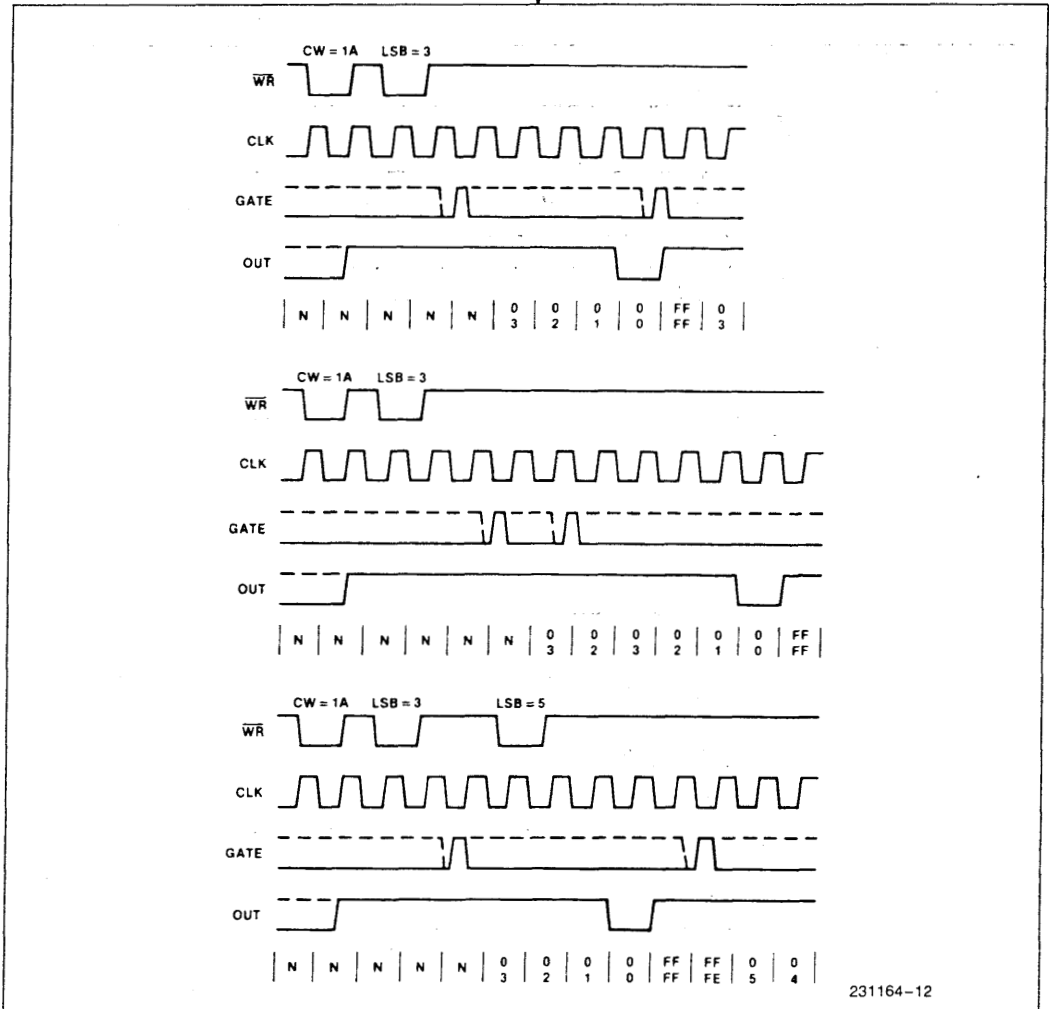 CW = 1A LSB = 3
WR
CLK
GATE
OUT
N N N N N 0 0 0 0 FF 0
3 2 1 0 FF 3
CW = 1A LSB = 3
WR
CLK
GATE
OUT
N N N N N N 0 0 0 0 0 0 FF
3 2 3 2 1 0 FF
CW = 1A LSB = 3 LSB = 5
WR
CLK
GATE
OUT
N N N N N 0 0 0 0 FF FF 0 0
3 2 1 0 FF FE 5 4
231164-12